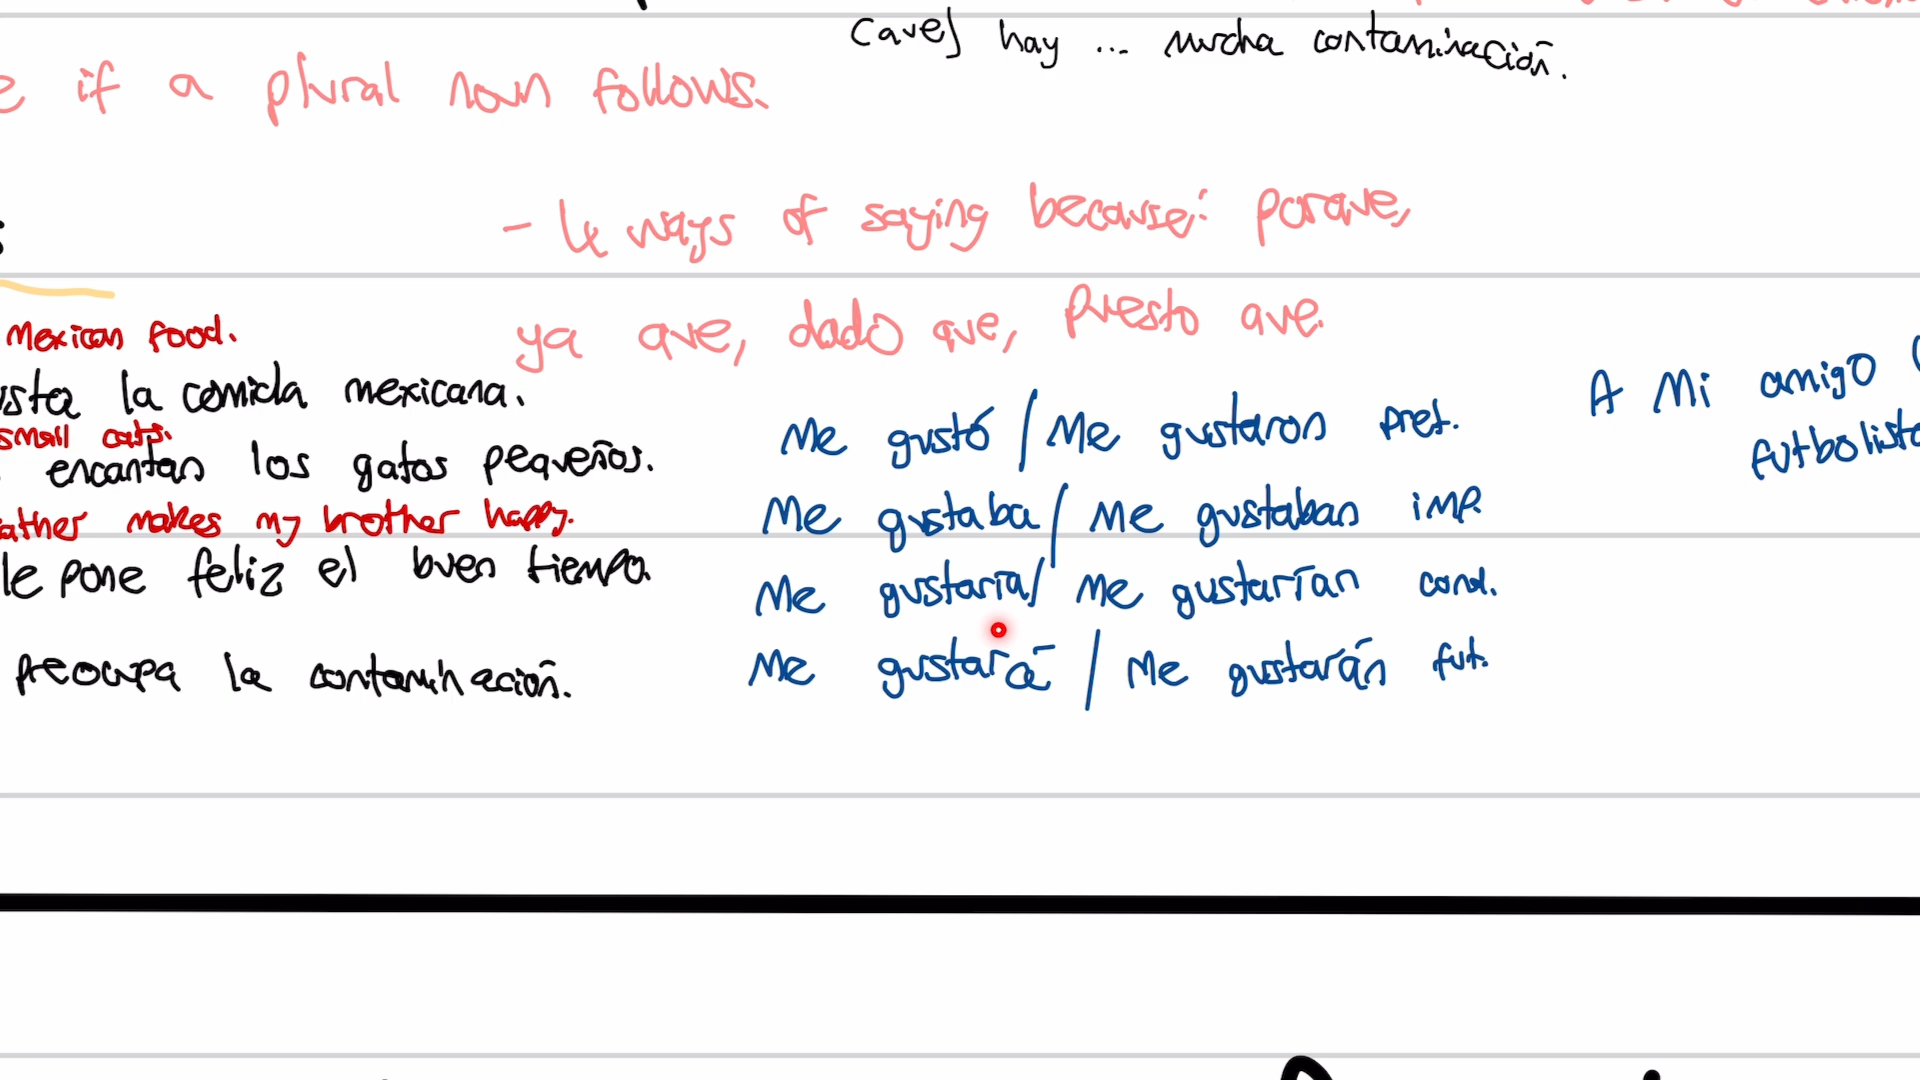 (que) hay ... mucha contaminación.
e if a plural noun follows.
- 4 ways of saying because: porque,
ya que, dado que, puesto que.
Mexican food.
usta la comida mexicana.
small cats.
encantan los gatos pequeños.
ather makes my brother happy.
le pone feliz el buen tiempo.
preocupa la contaminación.
Me gustó / Me gustaron pret.
Me gustaba / Me gustaban imp.
Me gustaría / Me gustarían cond.
Me gustará / Me gustarán fut.
A mi amigo
futbolista